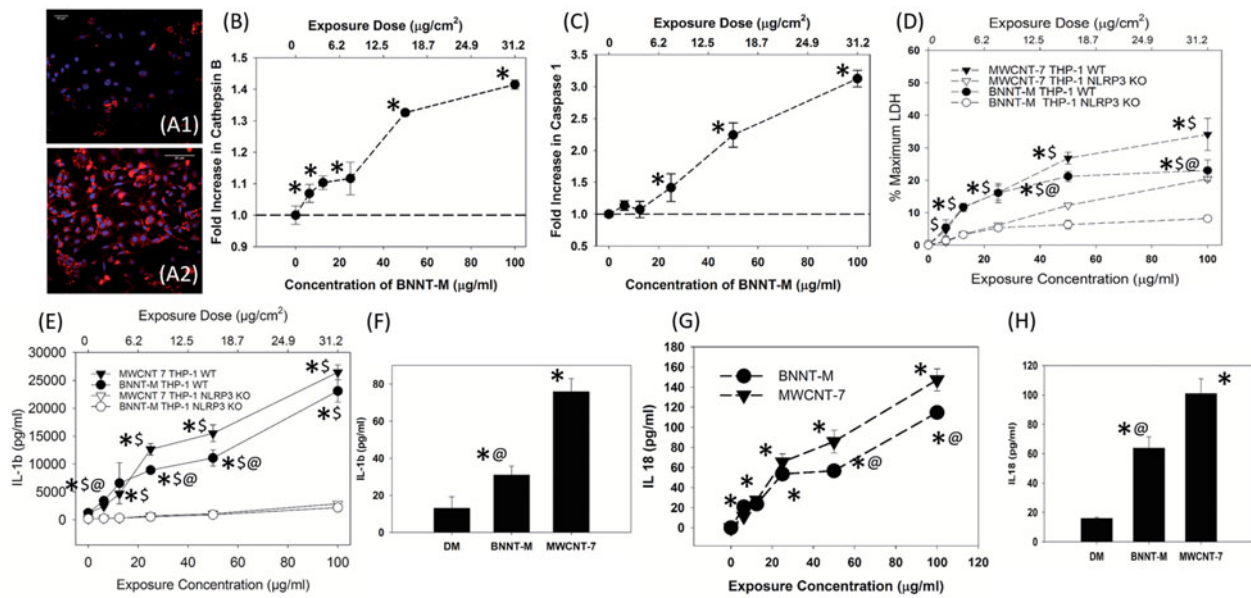 (A1)
(A2)
(B)
Exposure Dose (µg/cm²)
0 6.2 12.5 18.7 24.9 31.2
Fold Increase in Cathepsin B
1.5
1.4
1.3
1.2
1.1
1.0
0.9
* * * * * *
0 20 40 60 80 100
Concentration of BNNT-M (µg/ml)
(C)
Exposure Dose (µg/cm²)
0 6.2 12.5 18.7 24.9 31.2
Fold Increase in Caspase 1
3.5
3.0
2.5
2.0
1.5
1.0
0.5
* * *
0 20 40 60 80 100
Concentration of BNNT-M (µg/ml)
(D)
Exposure Dose (µg/cm²)
0 6.2 12.5 18.7 24.9 31.2
% Maximum LDH
60
50
40
30
20
10
0
MWCNT-7 THP-1 WT
MWCNT-7 THP-1 NLRP3 KO
BNNT-M THP-1 WT
BNNT-M THP-1 NLRP3 KO
$ *$ *$ *$ *$
*$@ *$@
0 20 40 60 80 100
Exposure Concentration (µg/ml)
(E)
Exposure Dose (µg/cm²)
0 6.2 12.5 18.7 24.9 31.2
IL-1b (pg/ml)
30000
25000
20000
15000
10000
5000
0
MWCNT 7 THP-1 WT
BNNT-M THP-1 WT
MWCNT 7 THP-1 NLRP3 KO
BNNT-M THP-1 NLRP3 KO
*$@ *$ *$ *$ *$
*$@ *$@ *$
0 20 40 60 80 100
Exposure Concentration (µg/ml)
(F)
IL-1b (pg/ml)
80
60
40
20
0
*@
*
DM BNNT-M MWCNT-7
(G)
IL 18 (pg/ml)
180
160
140
120
100
80
60
40
20
0
BNNT-M
MWCNT-7
* * * * *
* *@ *@
0 20 40 60 80 100 120
Exposure Concentration (µg/ml)
(H)
IL18 (pg/ml)
120
100
80
60
40
20
0
*@
*
DM BNNT-M MWCNT-7